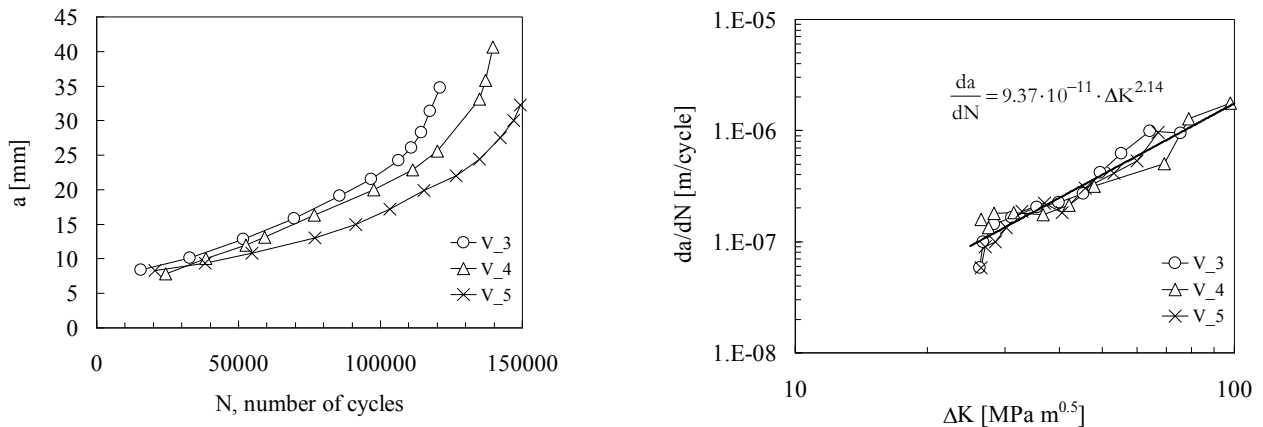 45
40
35
30
25
20
15
10
5
0
a [mm]
V_3
V_4
V_5
0 50000 100000 150000
N, number of cycles
1.E-05
1.E-06
1.E-07
1.E-08
da/dN [m/cycle]
da/dN = 9.37·10^{-11}·ΔK^{2.14}
V_3
V_4
V_5
10 100
ΔK [MPa m^{0.5}]